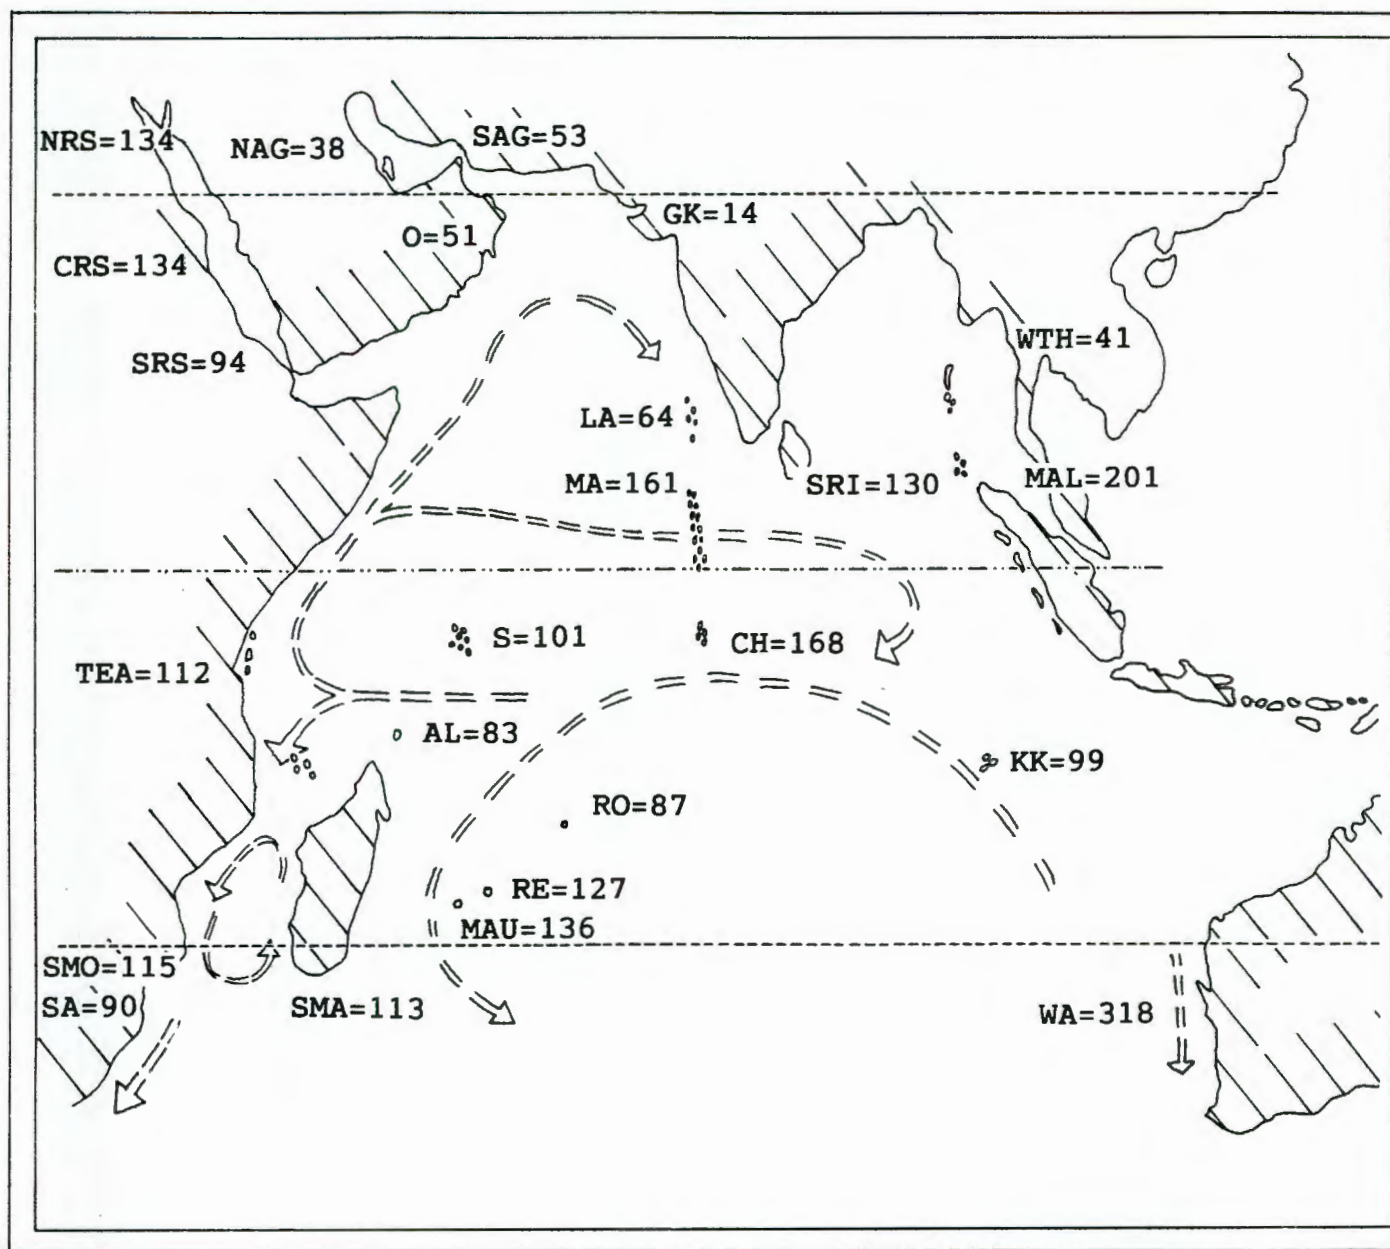 NRS=134
NAG=38
SAG=53
GK=14
O=51
CRS=134
WTH=41
SRS=94
LA=64
MA=161
SRI=130
MAL=201
S=101
CH=168
TEA=112
AL=83
KK=99
RO=87
RE=127
MAU=136
SMO=115
SA=90
SMA=113
WA=318